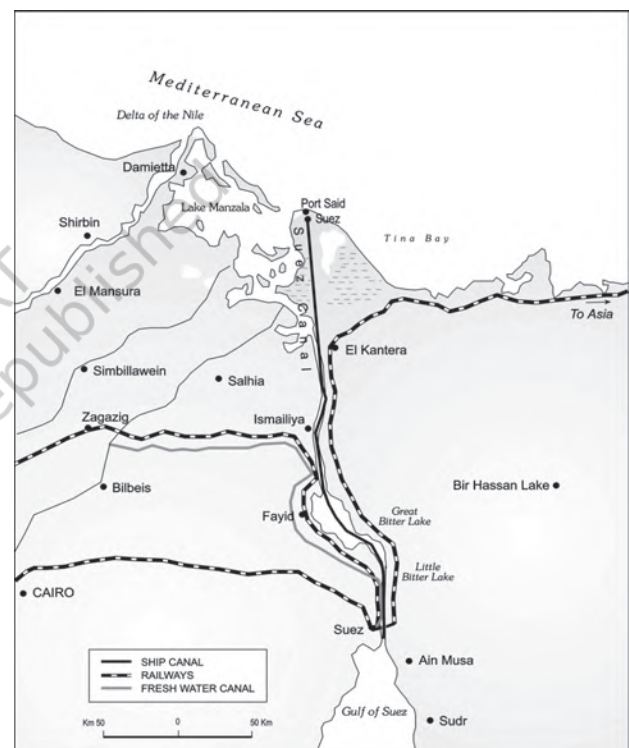 Mediterranean Sea
Delta of the Nile
Damietta
Lake Manzala
Port Said
Suez
Shirbin
Tina Bay
Suez Canal
El Mansura
To Asia
El Kantera
Simbillawein
Salhia
Zagazig
Ismailiya
Bilbeis
Bir Hassan Lake
Fayid
Great
Bitter Lake
Little
Bitter Lake
CAIRO
Suez
SHIP CANAL
RAILWAYS
FRESH WATER CANAL
Ain Musa
Km 50 0 50 Km
Gulf of Suez
Sudr